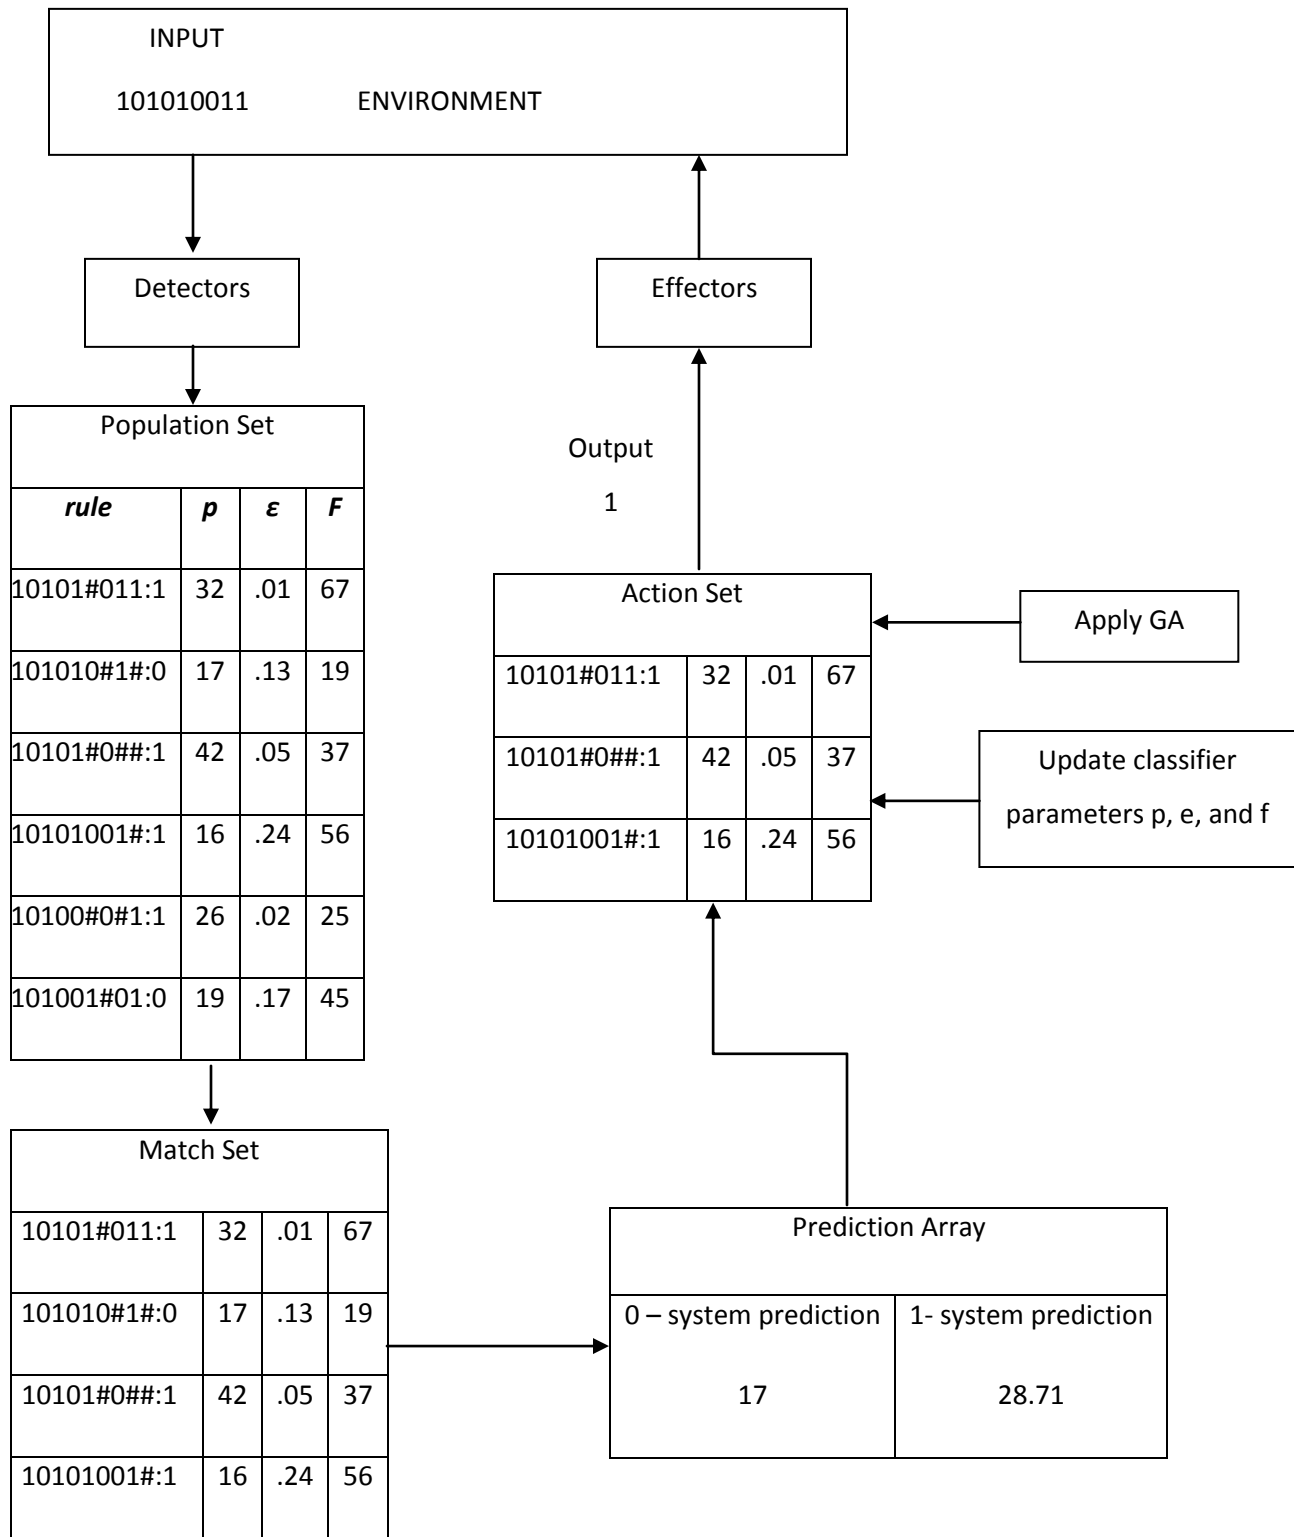 INPUT
101010011 ENVIRONMENT
Detectors
Effectors
Population Set
rule p ε F
10101#011:1 32 .01 67
101010#1#:0 17 .13 19
10101#0##:1 42 .05 37
10101001#:1 16 .24 56
10100#0#1:1 26 .02 25
101001#01:0 19 .17 45
Output
1
Action Set
10101#011:1 32 .01 67
10101#0##:1 42 .05 37
10101001#:1 16 .24 56
Apply GA
Update classifier
parameters p, e, and f
Match Set
10101#011:1 32 .01 67
101010#1#:0 17 .13 19
10101#0##:1 42 .05 37
10101001#:1 16 .24 56
Prediction Array
0 – system prediction 1- system prediction
17 28.71